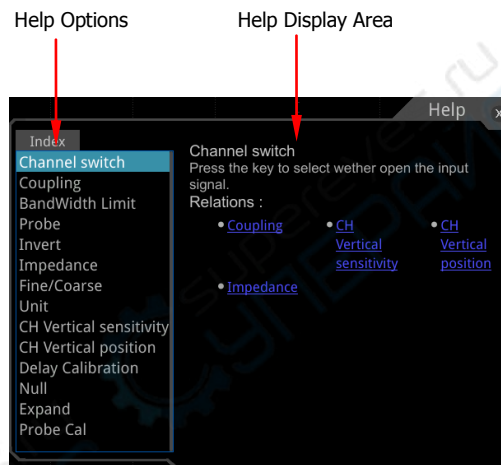 Help Options
Help Display Area
Help
x
Index
Channel switch
Coupling
BandWidth Limit
Probe
Invert
Impedance
Fine/Coarse
Unit
CH Vertical sensitivity
CH Vertical position
Delay Calibration
Null
Expand
Probe Cal
Channel switch
Press the key to select wether open the input
signal.
Relations :
• Coupling
• CH
Vertical
sensitivity
• CH
Vertical
position
• Impedance